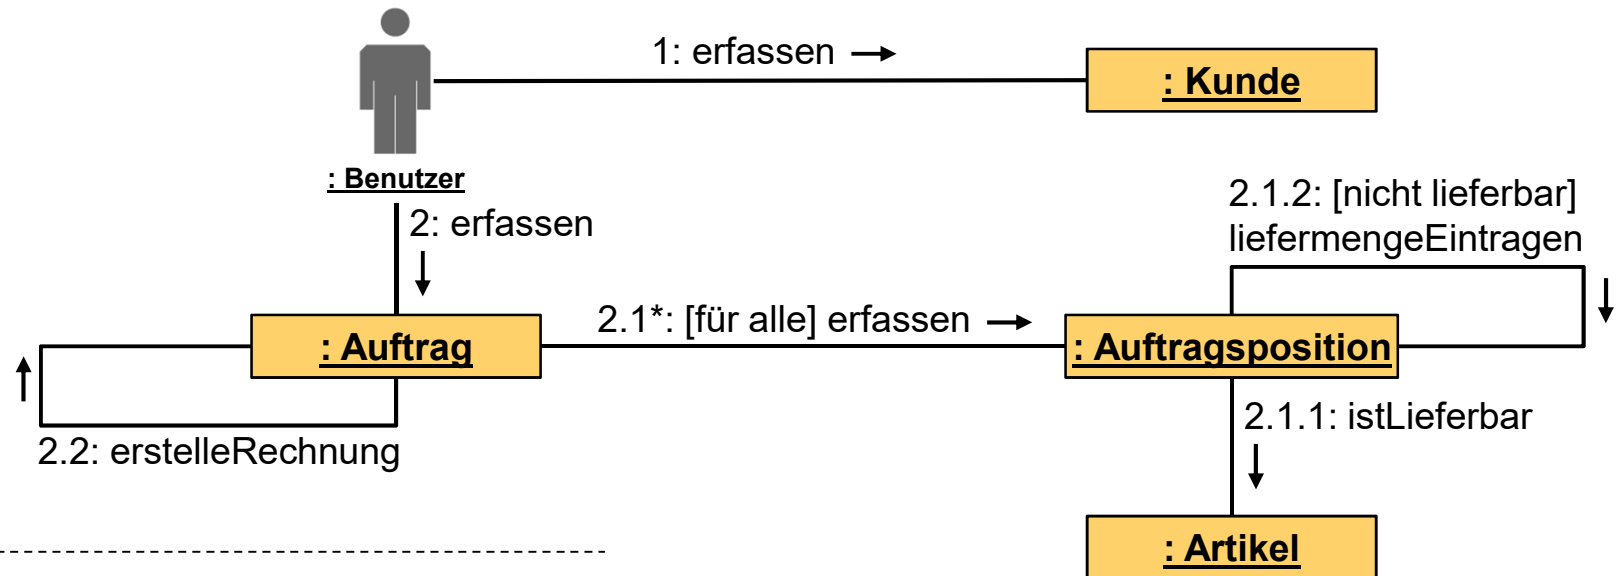 1: erfassen
: Kunde
: Benutzer
2: erfassen
2.1.2: [nicht lieferbar]
liefermengeEintragen
2.1*: [für alle] erfassen
: Auftrag
: Auftragsposition
2.2: erstelleRechnung
2.1.1: istLieferbar
: Artikel